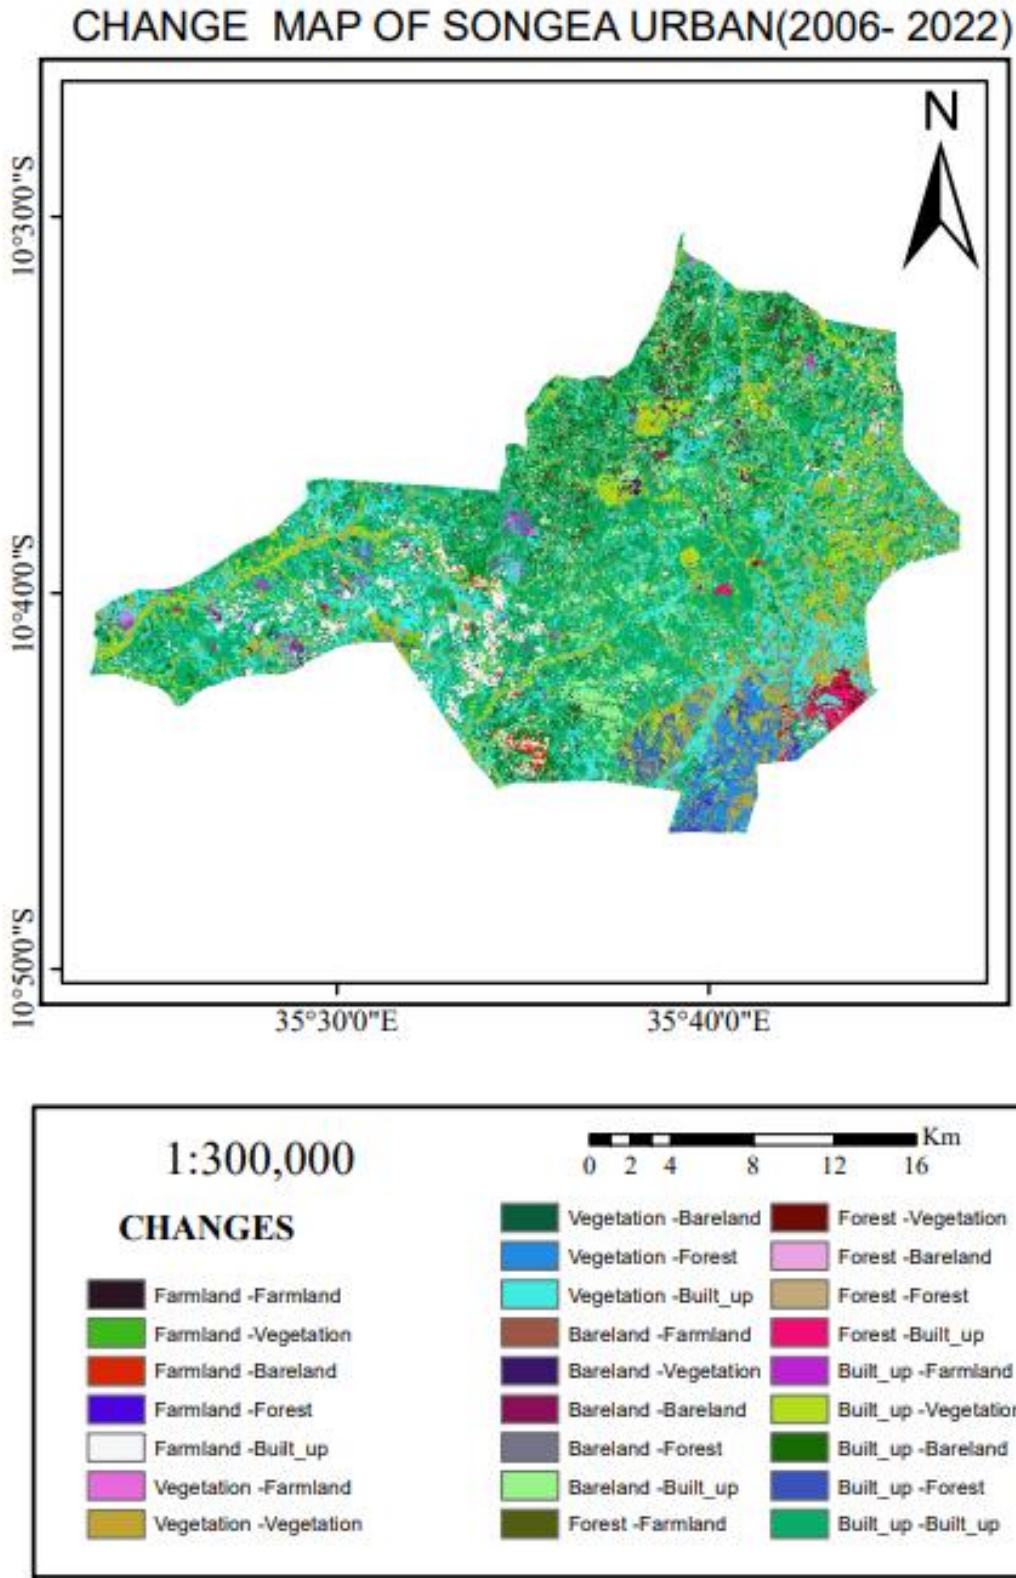 CHANGE MAP OF SONGEA URBAN(2006- 2022)
N
10°30'0"S
10°40'0"S
10°50'0"S
35°30'0"E
35°40'0"E
1:300,000
Km
0 2 4 8 12 16
CHANGES
Farmland -Farmland
Farmland -Vegetation
Farmland -Bareland
Farmland -Forest
Farmland -Built_up
Vegetation -Farmland
Vegetation -Vegetation
Vegetation -Bareland
Vegetation -Forest
Vegetation -Built_up
Bareland -Farmland
Bareland -Vegetation
Bareland -Bareland
Bareland -Forest
Bareland -Built_up
Forest -Farmland
Forest -Vegetation
Forest -Bareland
Forest -Forest
Forest -Built_up
Built_up -Farmland
Built_up -Vegetation
Built_up -Bareland
Built_up -Forest
Built_up -Built_up